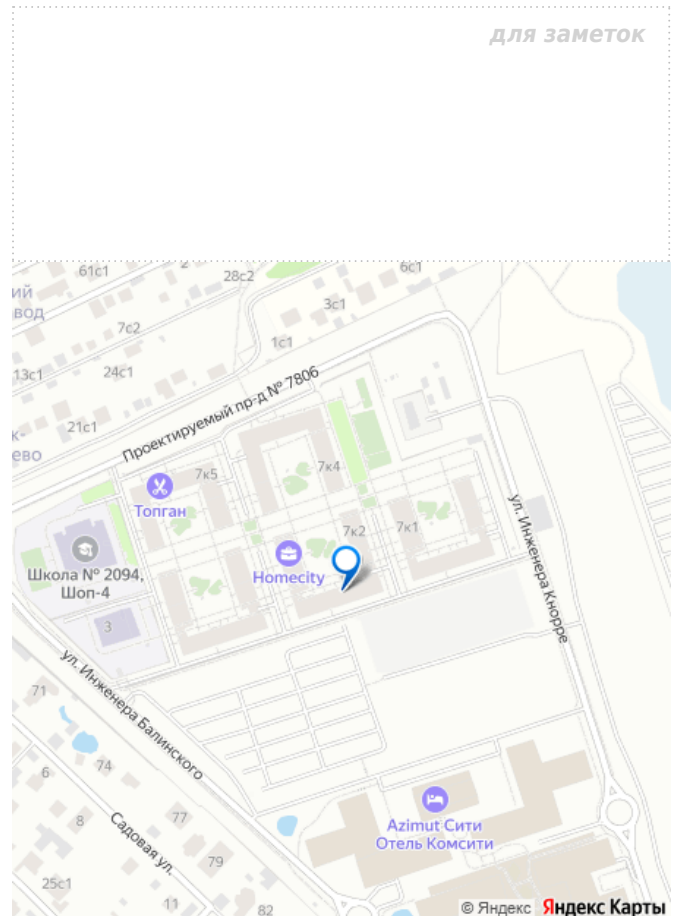 для заметок
61с1
2
28с2
6с1
ий
вод
3с1
7с2
1с1
13с1
24с1
Проектируемый пр-д № 7806
21с1
к-
ево
7к4
7к5
Топган
ул. Инженера Кнорре
7к2
7к1
Школа № 2094,
Шоп-4
Homecity
3
ул. Инженера Балинского
71
74
6
Azimut Сити
Отель Комсити
8
77
Садовая ул.
79
25с1
11
82
© Яндекс Яндекс Карты